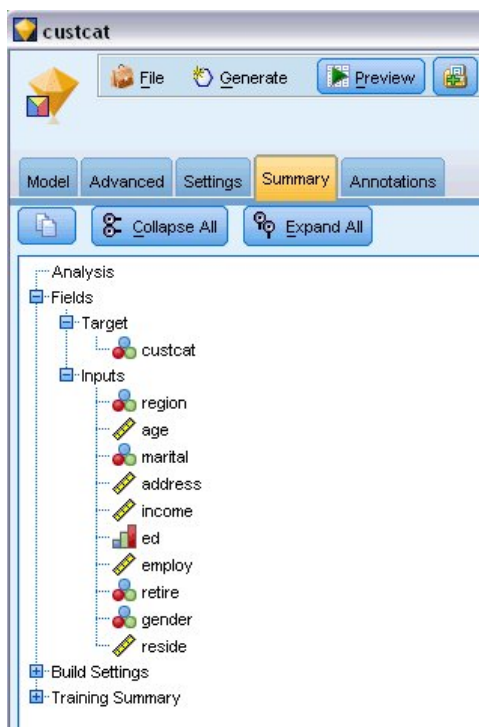 custcat
File Generate Preview
Model Advanced Settings Summary Annotations
Collapse All Expand All
Analysis
Fields
Target
custcat
Inputs
region
age
marital
address
income
ed
employ
retire
gender
reside
Build Settings
Training Summary